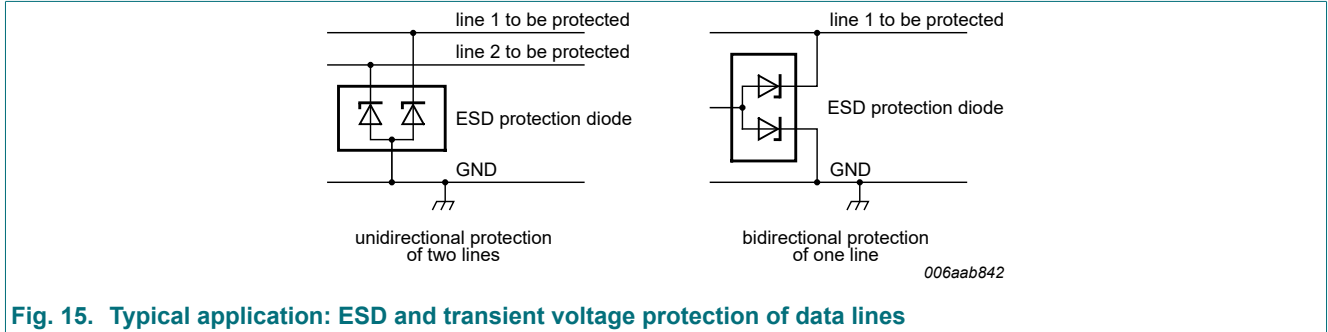 line 1 to be protected
line 2 to be protected
ESD protection diode
GND
unidirectional protection
of two lines
line 1 to be protected
ESD protection diode
GND
bidirectional protection
of one line
006aab842
Fig. 15. Typical application: ESD and transient voltage protection of data lines